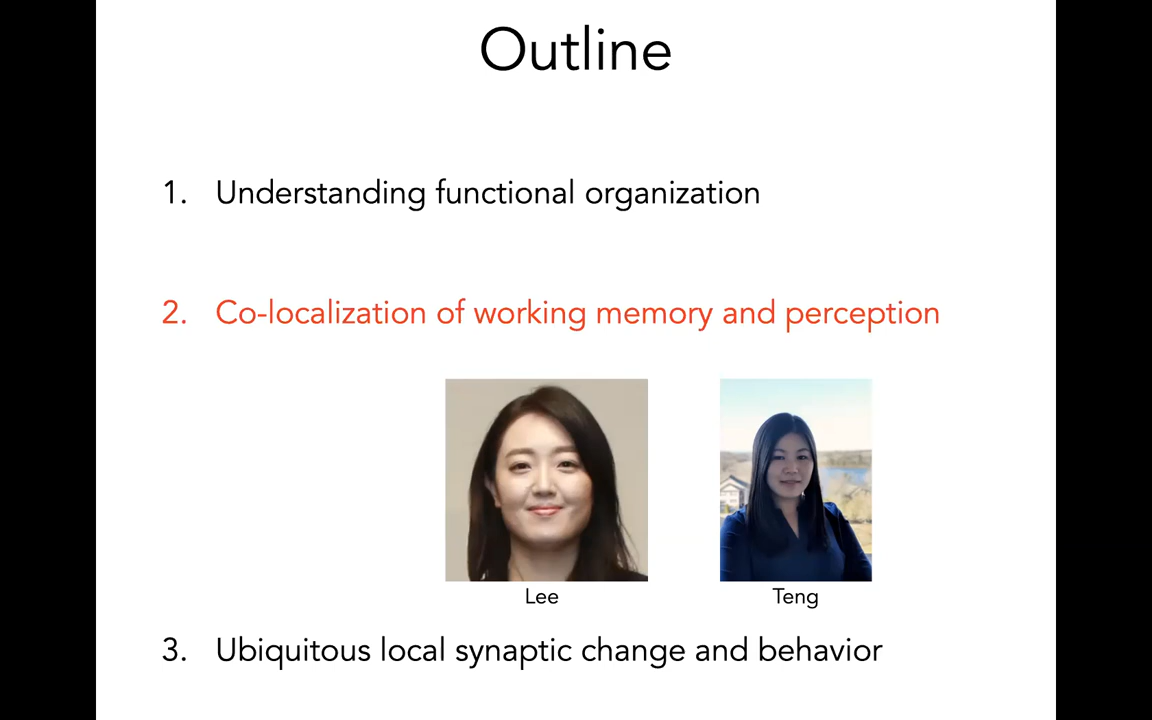 Outline
1. Understanding functional organization
2. Co-localization of working memory and perception
Lee
Teng
3. Ubiquitous local synaptic change and behavior